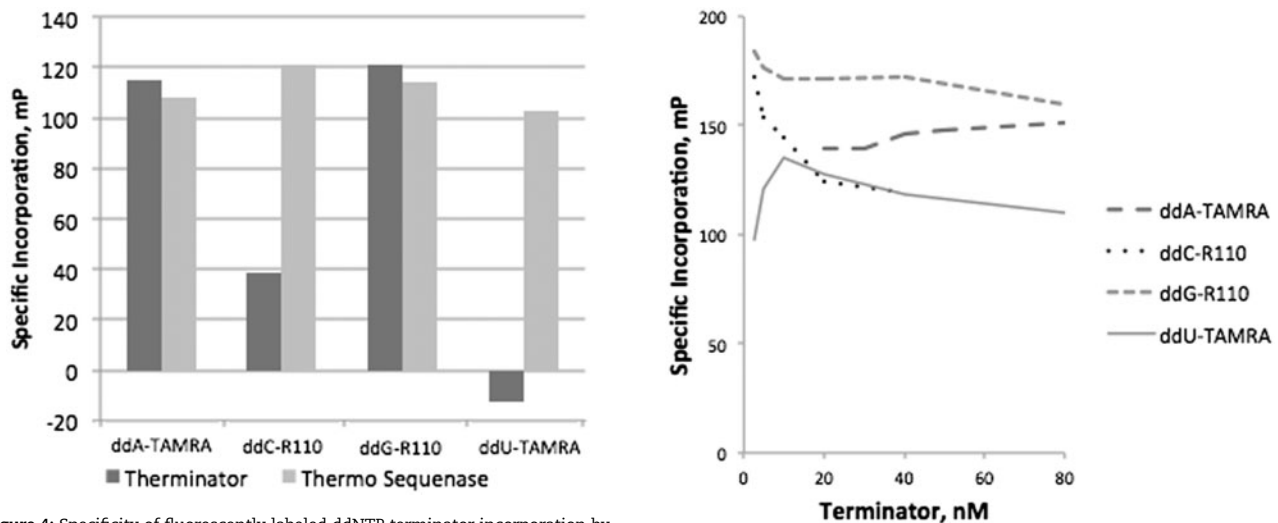 140
120
100
80
60
40
20
0
-20
Specific Incorporation, mP
ddA-TAMRA ddC-R110 ddG-R110 ddU-TAMRA
Therminator Thermo Sequenase
200
150
100
50
0
Specific Incorporation, mP
0 20 40 60 80
Terminator, nM
ddA-TAMRA
ddC-R110
ddG-R110
ddU-TAMRA
4: Specificity of fluorescently labeled ddNTP terminator incorporation by